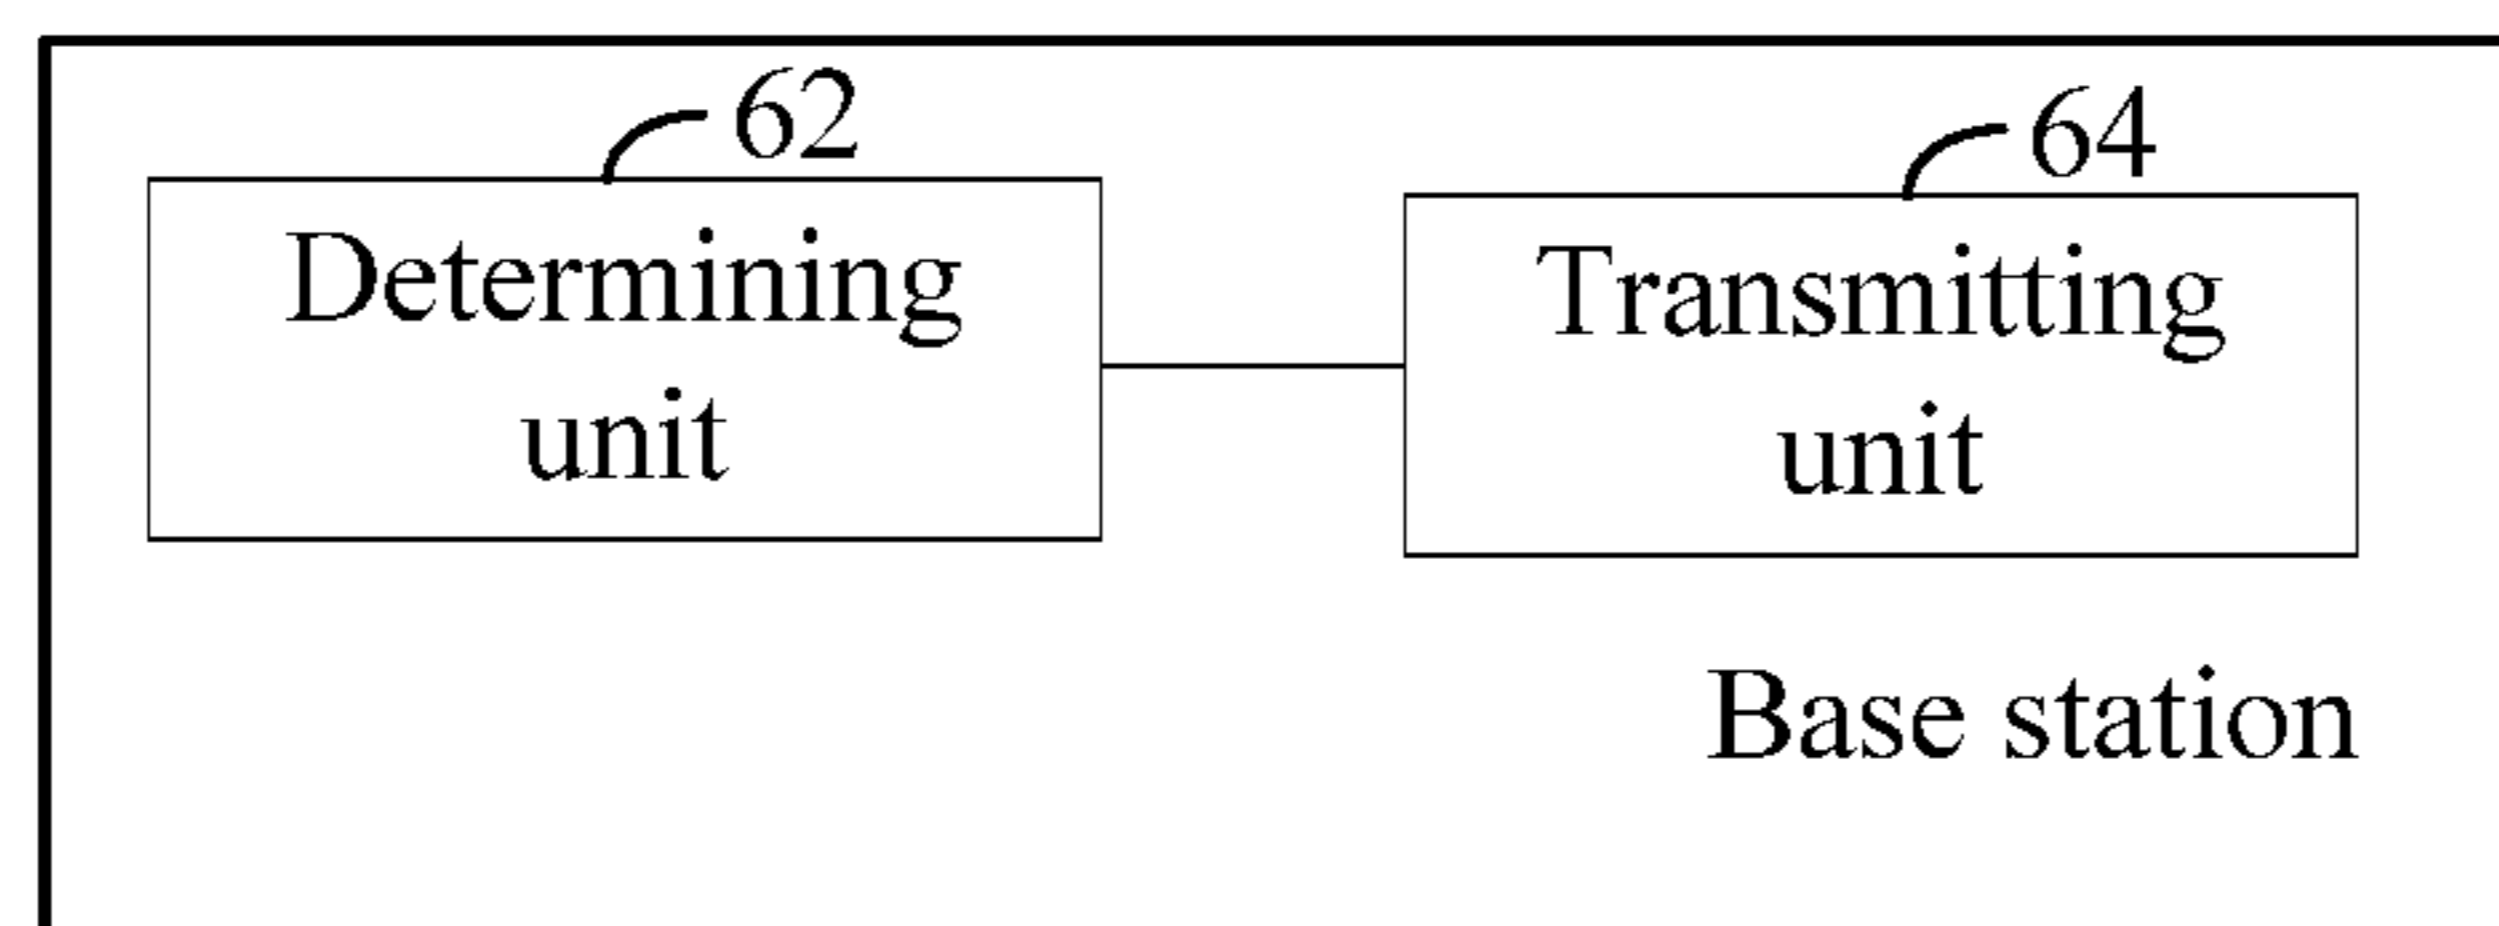 62
64
Determining
unit
Transmitting
unit
Base station